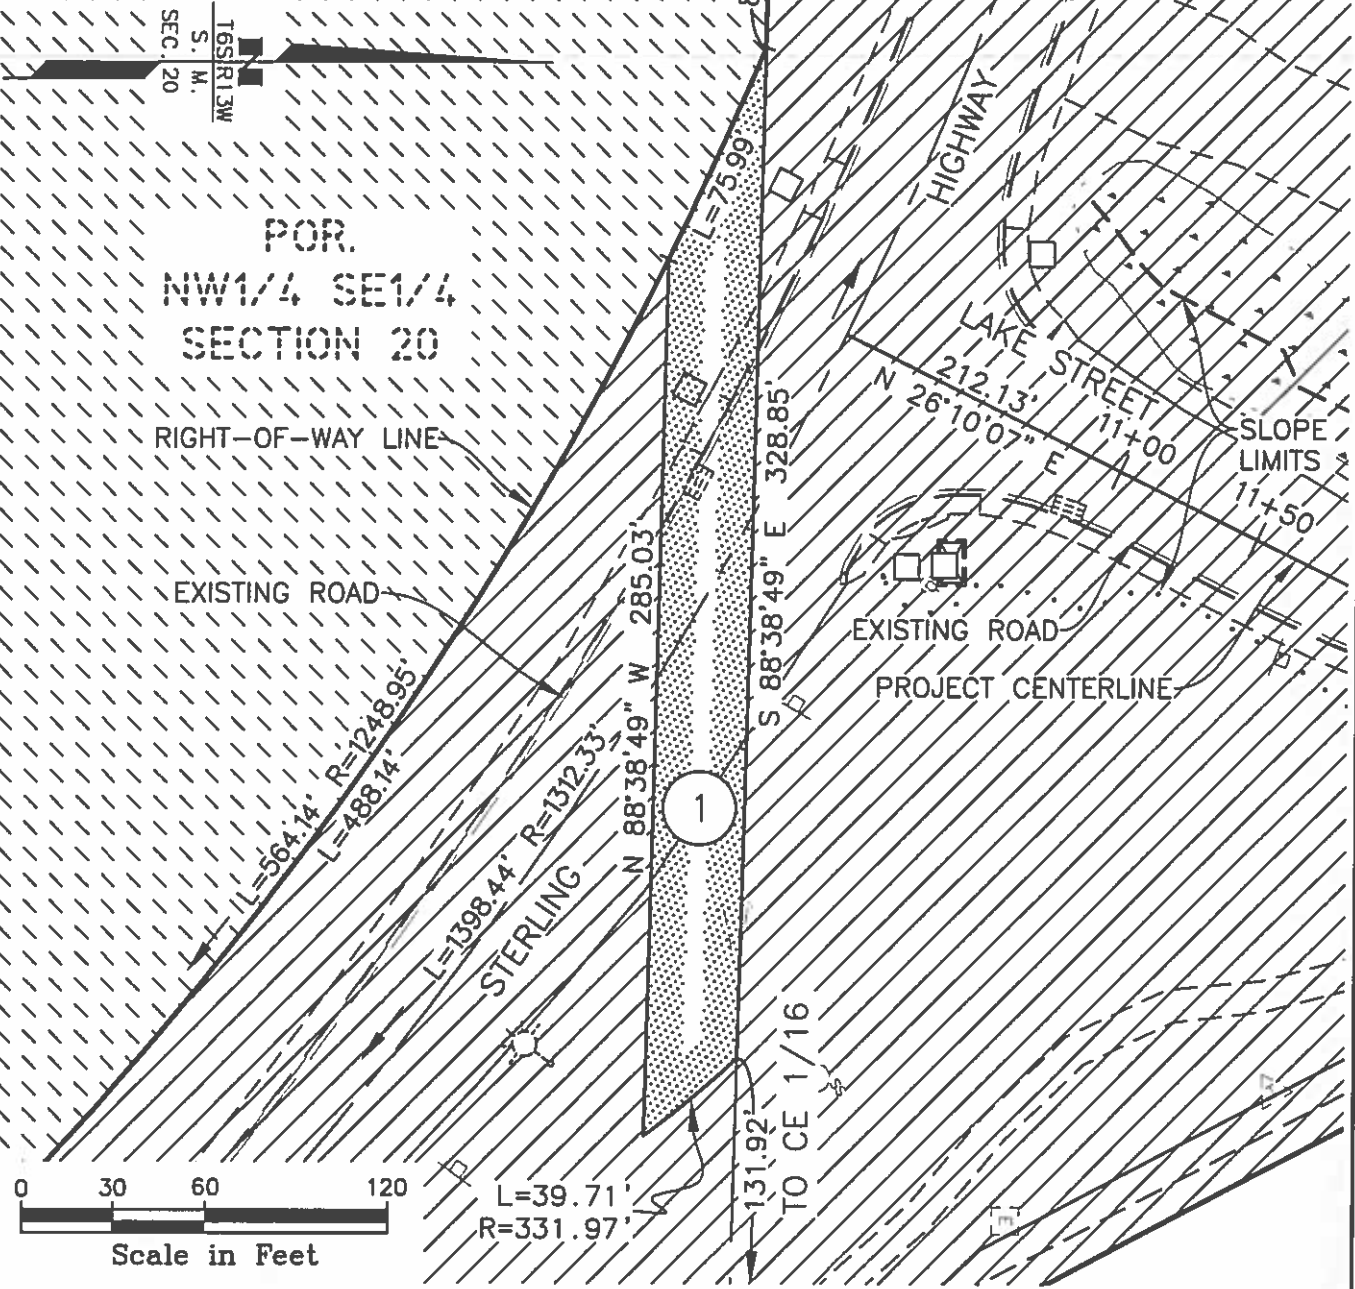 T6S R13W
S. M.
SEC. 20
N
POR.
NW1/4 SE1/4
SECTION 20
RIGHT-OF-WAY LINE
EXISTING ROAD
L=75.99'
HIGHWAY
LAKE STREET
212.13'
N 26°10'07" E
11+00
11+50
SLOPE
LIMITS
EXISTING ROAD
PROJECT CENTERLINE
S 88°38'49" E 328.85'
N 88°38'49" W 285.03'
1
L=564.14' R=1248.95'
L=488.14'
L=1398.44' R=1312.33'
STERLING
131.92'
TO CE 1/16
L=39.71'
R=331.97'
E
0 30 60 120
Scale in Feet